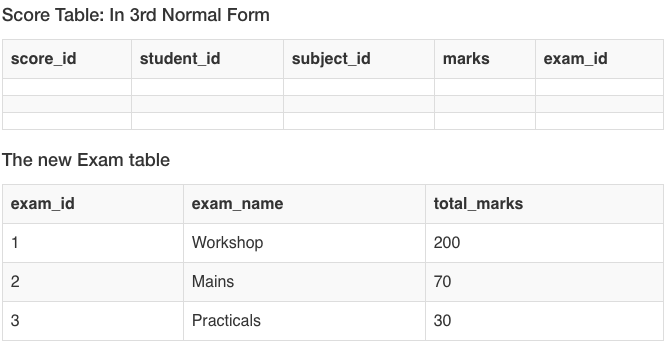 Score Table: In 3rd Normal Form
score_id student_id subject_id marks exam_id
The new Exam table
exam_id exam_name total_marks
1 Workshop 200
2 Mains 70
3 Practicals 30